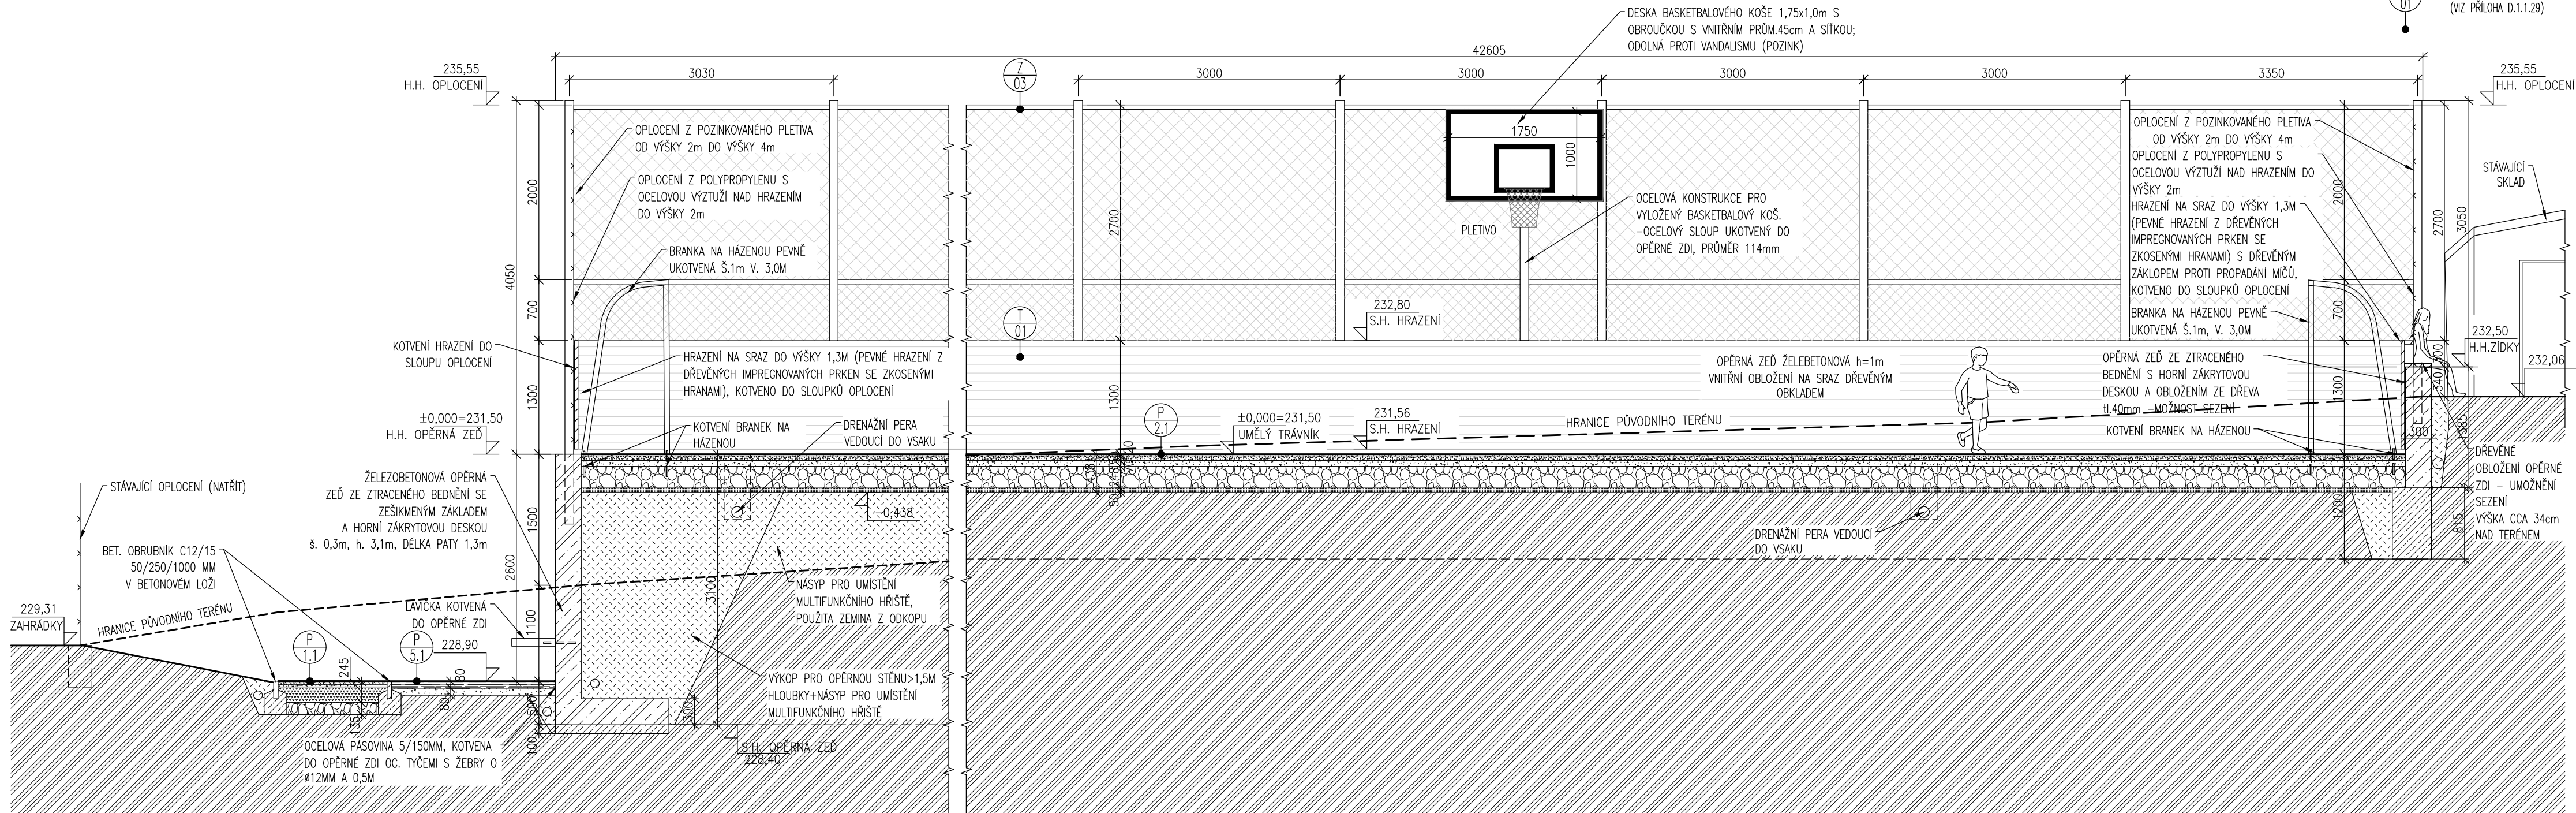 DESKA BASKETBALOVÉHO KOŠE 1,75x1,0m S
OBROUČKOU S VNITŘNÍM PRŮM.45cm A SÍŤKOU;
ODOLNÁ PROTI VANDALISMU (POZINK)
01
(VIZ PŘÍLOHA D.1.1.29)
42605
235,55
H.H. OPLOCENÍ
3030
Z
03
3000
3000
3000
3000
3350
235,55
H.H. OPLOCENÍ
OPLOCENÍ Z POZINKOVANÉHO PLETIVA
OD VÝŠKY 2m DO VÝŠKY 4m
OPLOCENÍ Z POLYPROPYLENU S
OCELOVOU VÝZTUŽÍ NAD HRAZENÍM
DO VÝŠKY 2m
BRANKA NA HÁZENOU PEVNĚ
UKOTVENÁ Š.1m V. 3,0M
2000
700
1300
4050
2700
1300
1750
1000
PLETIVO
OCELOVÁ KONSTRUKCE PRO
VYLOŽENÝ BASKETBALOVÝ KOŠ.
-OCELOVÝ SLOUP UKOTVENÝ DO
OPĚRNÉ ZDI, PRŮMĚR 114mm
OPLOCENÍ Z POZINKOVANÉHO PLETIVA
OD VÝŠKY 2m DO VÝŠKY 4m
OPLOCENÍ Z POLYPROPYLENU S
OCELOVOU VÝZTUŽÍ NAD HRAZENÍM DO
VÝŠKY 2m
HRAZENÍ NA SRAZ DO VÝŠKY 1,3M
(PEVNÉ HRAZENÍ Z DŘEVĚNÝCH
IMPREGNOVANÝCH PRKEN SE
ZKOSENÝMI HRANAMI) S DŘEVĚNÝM
ZÁKLOPEM PROTI PROPADÁNÍ MÍČŮ,
KOTVENO DO SLOUPKŮ OPLOCENÍ
BRANKA NA HÁZENOU PEVNĚ
UKOTVENÁ Š.1m, V. 3,0M
2000
700
1300
1200
2700
3050
300
340
1385
300
815
STÁVAJÍCÍ
SKLAD
232,50
H.H.ZÍDKY
232,06
232,80
S.H. HRAZENÍ
T
01
KOTVENÍ HRAZENÍ DO
SLOUPU OPLOCENÍ
HRAZENÍ NA SRAZ DO VÝŠKY 1,3M (PEVNÉ HRAZENÍ Z
DŘEVĚNÝCH IMPREGNOVANÝCH PRKEN SE ZKOSENÝMI
HRANAMI), KOTVENO DO SLOUPKŮ OPLOCENÍ
OPĚRNÁ ZEĎ ŽELEBETONOVÁ h=1m
VNITŘNÍ OBLOŽENÍ NA SRAZ DŘEVĚNÝM
OBKLADEM
OPĚRNÁ ZEĎ ZE ZTRACENÉHO
BEDNĚNÍ S HORNÍ ZÁKRYTOVOU
DESKOU A OBLOŽENÍM ZE DŘEVA
tl.40mm -MOŽNOST SEZENÍ
KOTVENÍ BRANEK NA HÁZENOU
±0,000=231,50
H.H. OPĚRNÁ ZEĎ
KOTVENÍ BRANEK NA
HÁZENOU
DRENÁŽNÍ PERA
VEDOUCÍ DO VSAKU
P
2.1
±0,000=231,50
UMĚLÝ TRÁVNÍK
231,56
S.H. HRAZENÍ
HRANICE PŮVODNÍHO TERÉNU
438
50
248
-0,438
DŘEVĚNÉ
OBLOŽENÍ OPĚRNÉ
ZDI - UMOŽNĚNÍ
SEZENÍ
VÝŠKA CCA 34cm
NAD TERÉNEM
STÁVAJÍCÍ OPLOCENÍ (NATŘÍT)
ŽELEZOBETONOVÁ OPĚRNÁ
ZEĎ ZE ZTRACENÉHO BEDNĚNÍ SE
ZEŠIKMENÝM ZÁKLADEM
A HORNÍ ZÁKRYTOVOU DESKOU
š. 0,3m, h. 3,1m, DÉLKA PATY 1,3m
BET. OBRUBNÍK C12/15
50/250/1000 MM
V BETONOVÉM LOŽI
1500
2600
1100
3100
DRENÁŽNÍ PERA VEDOUCÍ
DO VSAKU
NÁSYP PRO UMÍSTĚNÍ
MULTIFUNKČNÍHO HŘIŠTĚ,
POUŽITA ZEMINA Z ODKOPU
229,31
ZAHRÁDKY
HRANICE PŮVODNÍHO TERÉNU
LAVIČKA KOTVENÁ
DO OPĚRNÉ ZDI
P
1.1
P
5.1
228,90
245
80
80
135
500
100
300
VÝKOP PRO OPĚRNOU STĚNU>1,5M
HLOUBKY+NÁSYP PRO UMÍSTĚNÍ
MULTIFUNKČNÍHO HŘIŠTĚ
OCELOVÁ PÁSOVINA 5/150MM, KOTVENA
DO OPĚRNÉ ZDI OC. TYČEMI S ŽEBRY O
ø12MM A 0,5M
S.H. OPĚRNÁ ZEĎ
228,40